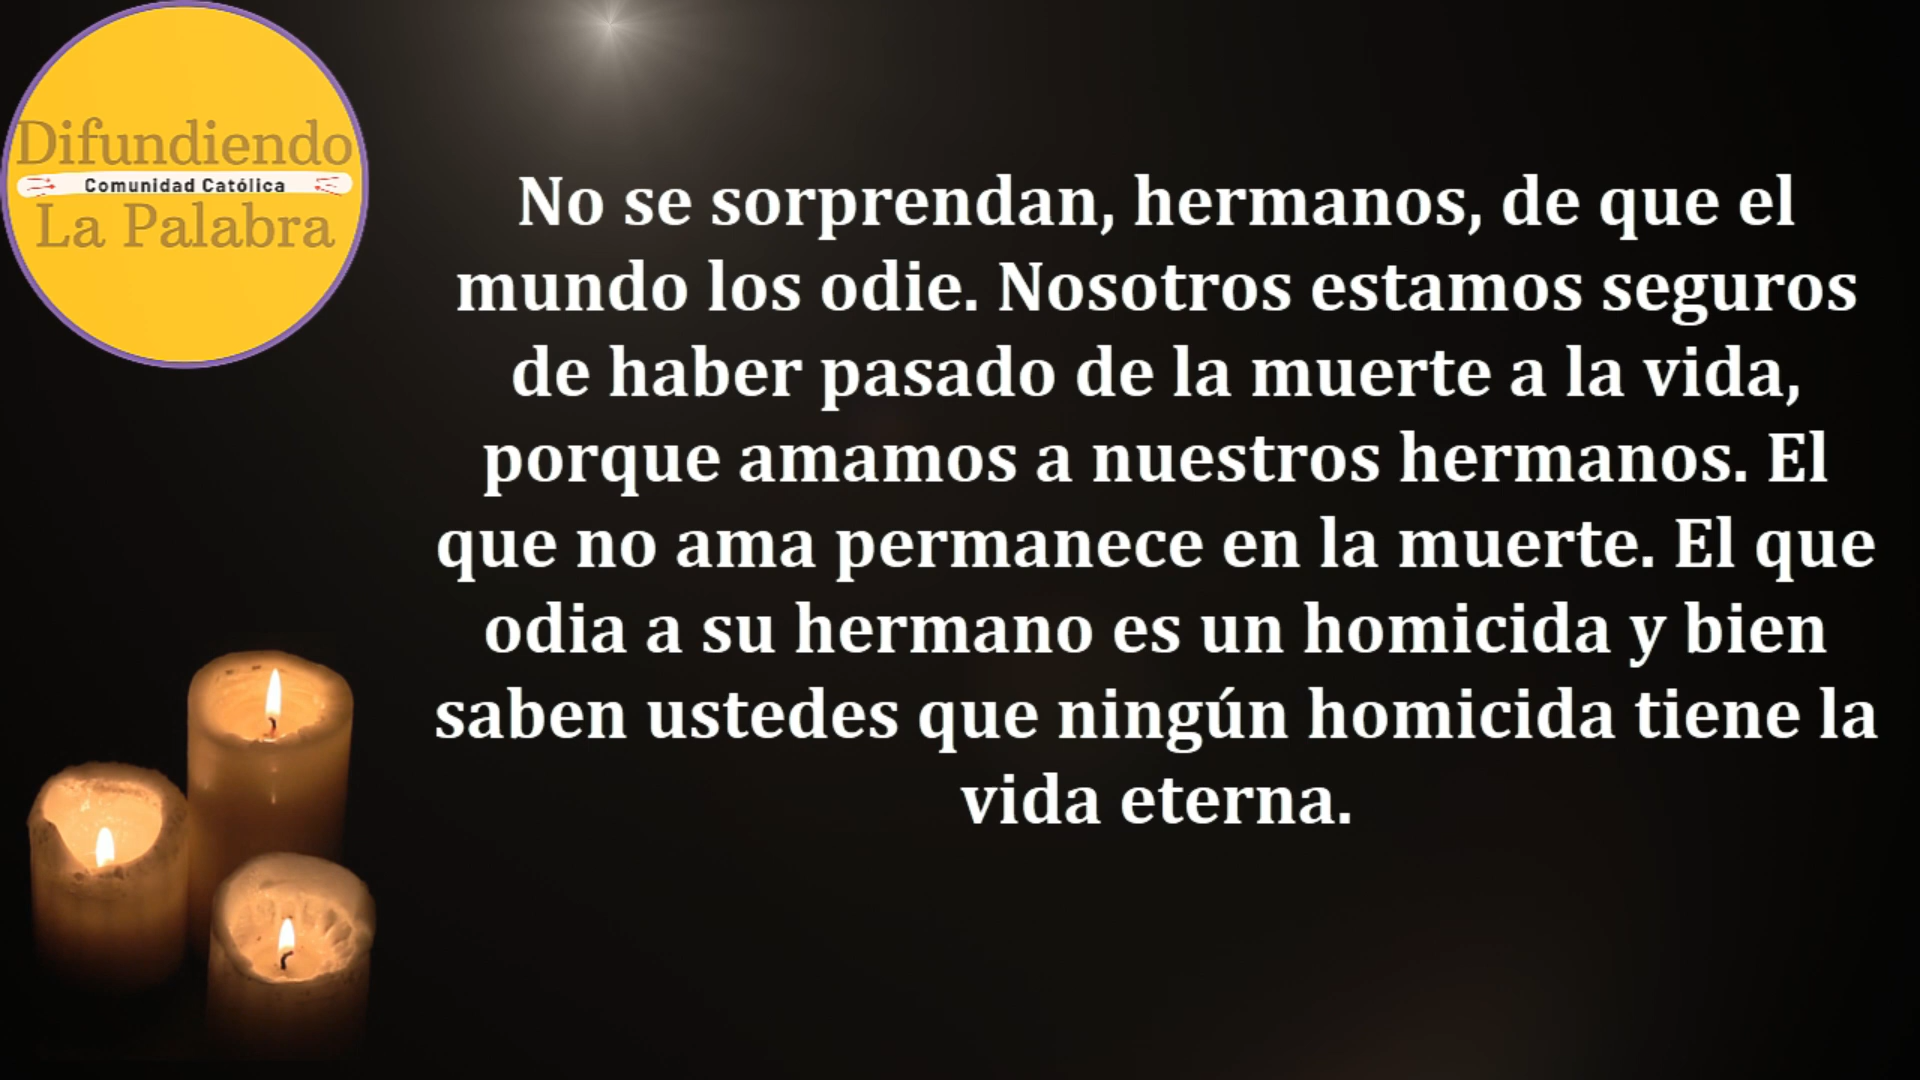 Difundiendo
Comunidad Católica
La Palabra
No se sorprendan, hermanos, de que el
mundo los odie. Nosotros estamos seguros
de haber pasado de la muerte a la vida,
porque amamos a nuestros hermanos. El
que no ama permanece en la muerte. El que
odia a su hermano es un homicida y bien
saben ustedes que ningún homicida tiene la
vida eterna.